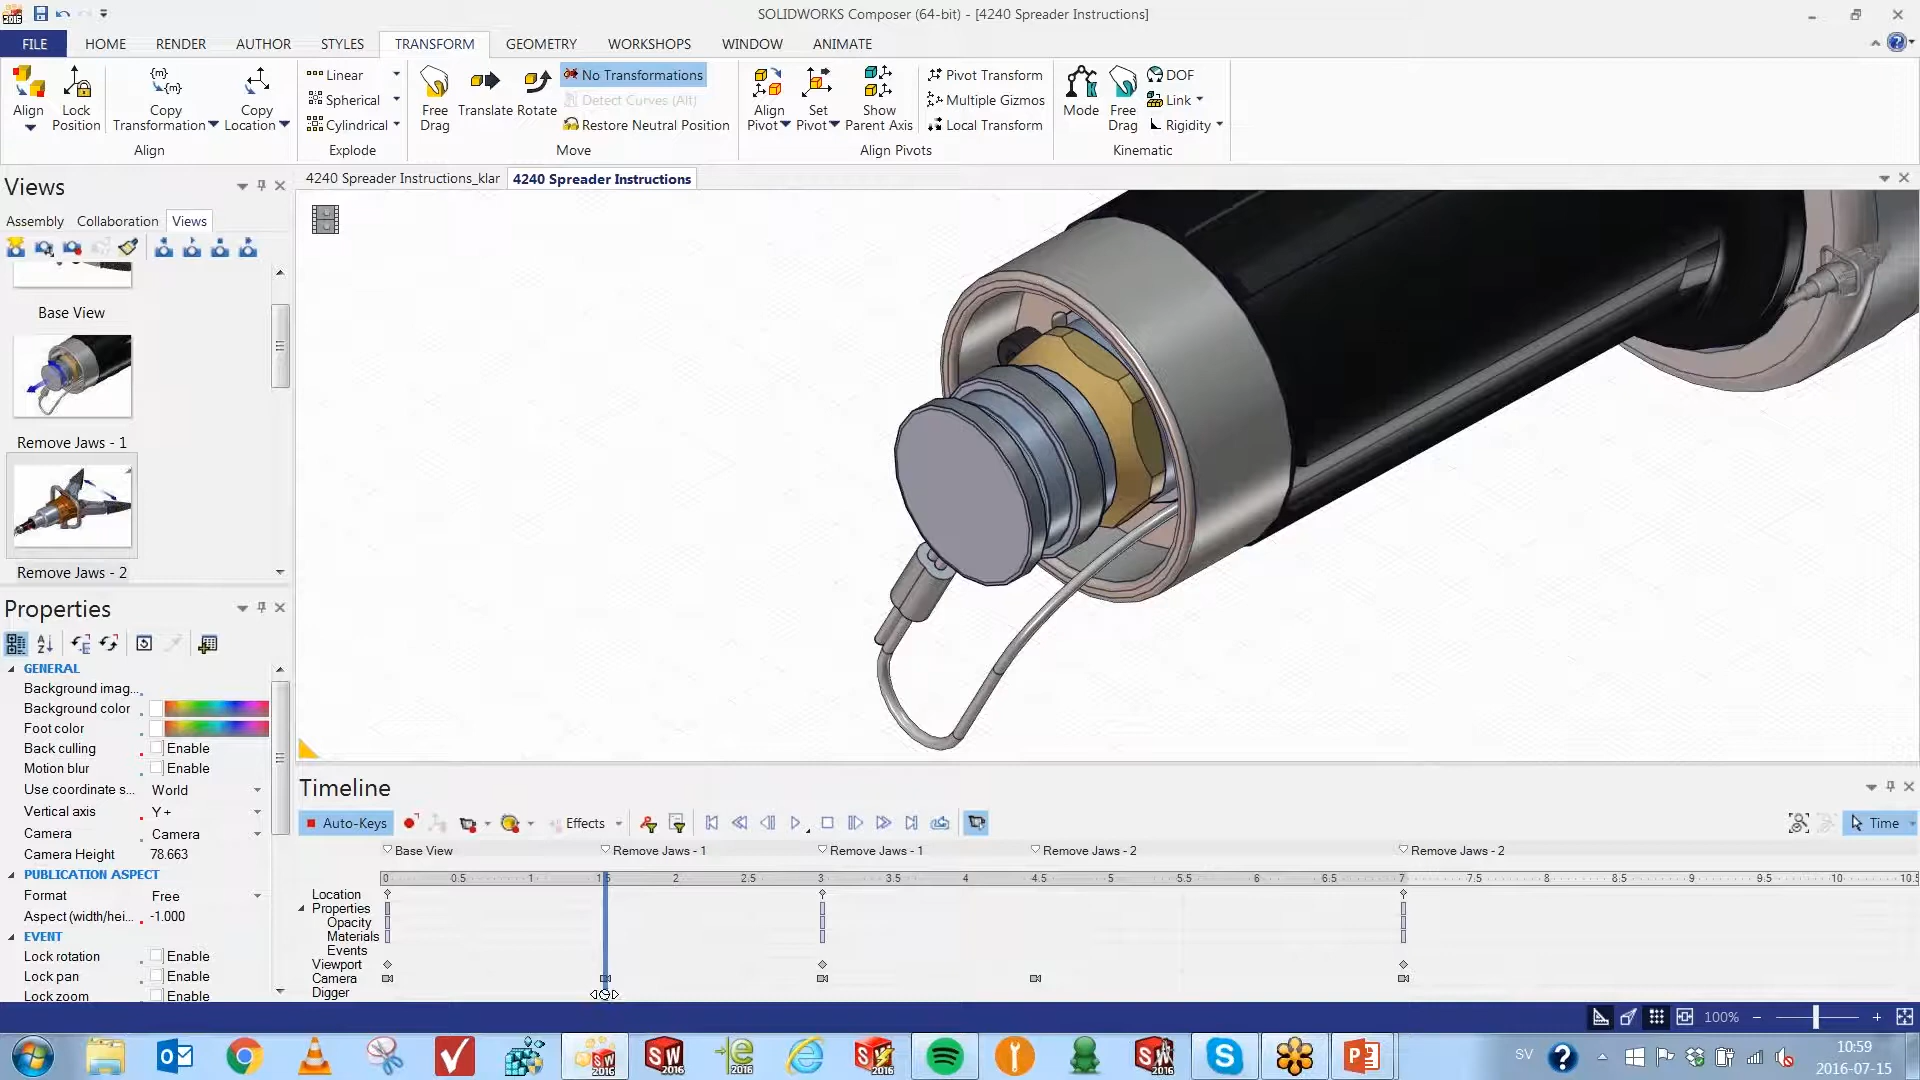 SOLIDWORKS Composer (64-bit) - [4240 Spreader Instructions]
FILE HOME RENDER AUTHOR STYLES TRANSFORM GEOMETRY WORKSHOPS WINDOW ANIMATE
Align
Lock Position
Copy Transformation
Copy Location
Align
Linear
Spherical
Cylindrical
Explode
Free Drag
Translate
Rotate
No Transformations
Detect Curves (Alt)
Restore Neutral Position
Move
Align Pivot
Set Pivot
Show Parent Axis
Pivot Transform
Multiple Gizmos
Local Transform
Align Pivots
Mode
Free Drag
DOF
Link
Rigidity
Kinematic
Views
Assembly Collaboration Views
Base View
Remove Jaws - 1
Remove Jaws - 2
4240 Spreader Instructions_klar 4240 Spreader Instructions
Properties
GENERAL
Background imag...
Background color
Foot color
Back culling Enable
Motion blur Enable
Use coordinate s... World
Vertical axis Y +
Camera Camera
Camera Height 78.663
PUBLICATION ASPECT
Format Free
Aspect (width/hei... -1.000
EVENT
Lock rotation Enable
Lock pan Enable
Lock zoom Enable
Timeline
Auto-Keys Effects Time
Base View Remove Jaws - 1 Remove Jaws - 1 Remove Jaws - 2 Remove Jaws - 2
0 0.5 1 1.5 2 2.5 3 3.5 4 4.5 5 5.5 6 6.5 7 7.5 8 8.5 9 9.5 10 10.5
Location
Properties
Opacity
Materials
Events
Viewport
Camera
Digger
100%
SV
10:59
2016-07-15